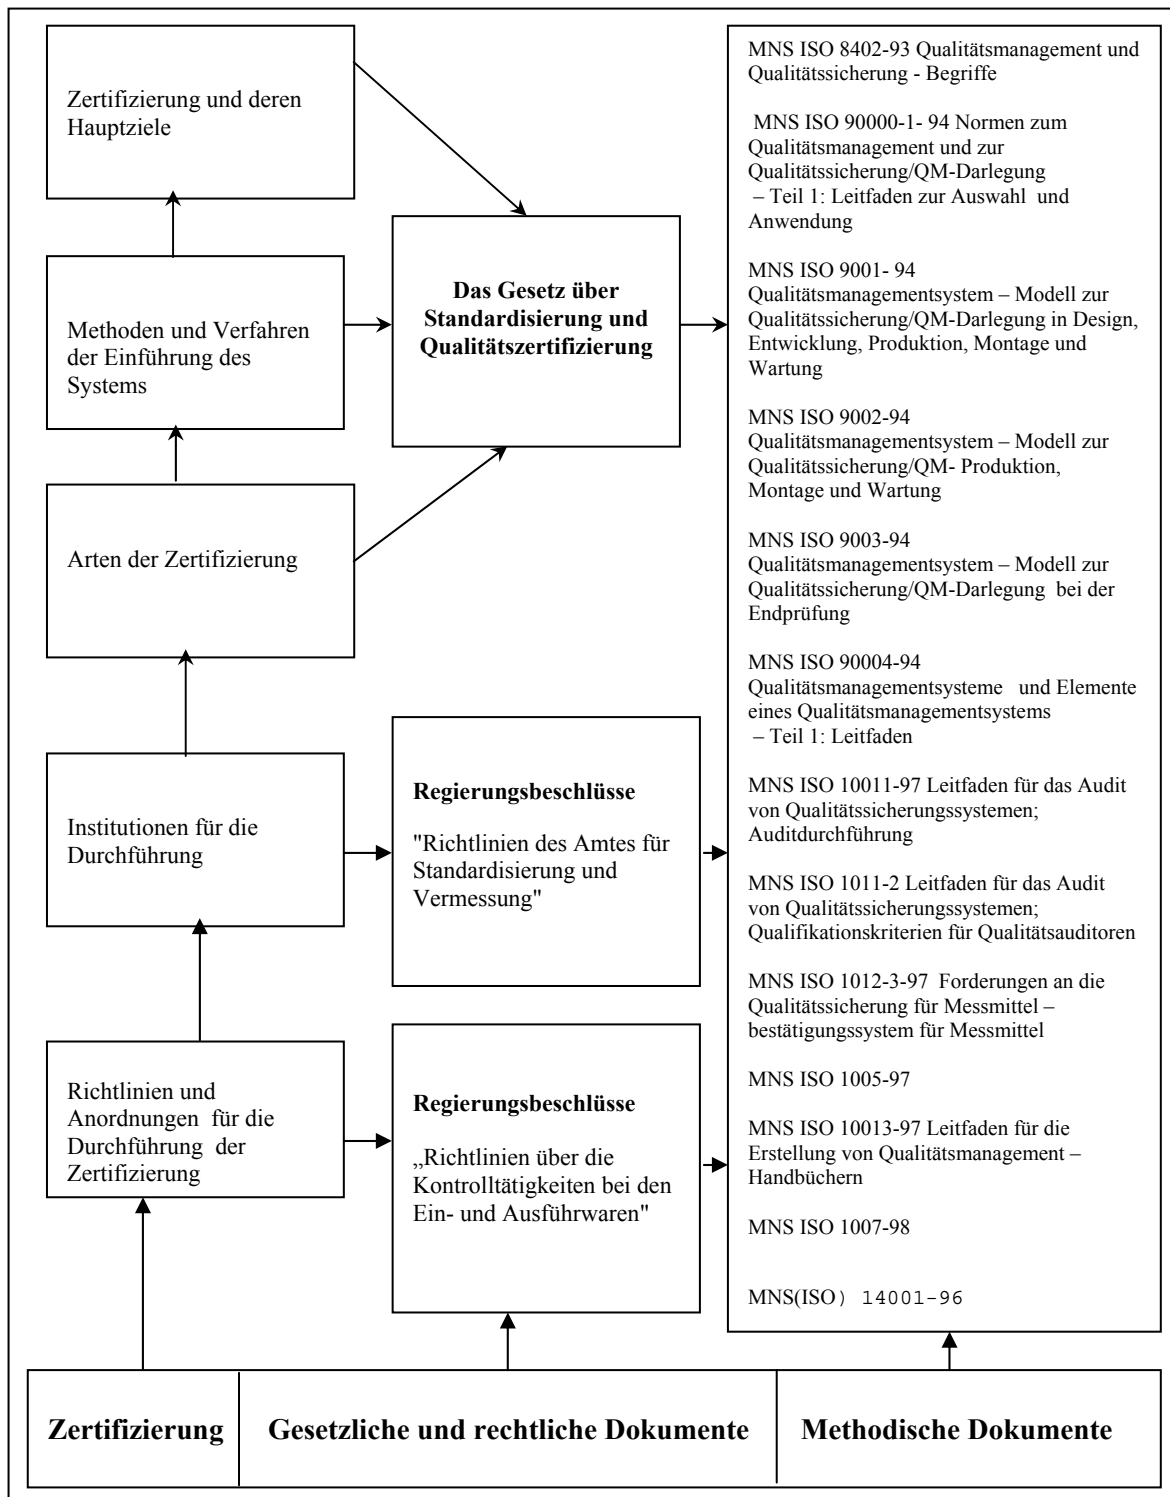 Zertifizierung und deren
Hauptziele
Methoden und Verfahren
der Einführung des
Systems
Arten der Zertifizierung
Institutionen für die
Durchführung
Richtlinien und
Anordnungen für die
Durchführung der
Zertifizierung
Das Gesetz über
Standardisierung und
Qualitätszertifizierung
Regierungsbeschlüsse
"Richtlinien des Amtes für
Standardisierung und
Vermessung"
Regierungsbeschlüsse
„Richtlinien über die
Kontrolltätigkeiten bei den
Ein- und Ausführwaren"
MNS ISO 8402-93 Qualitätsmanagement und
Qualitätssicherung - Begriffe
MNS ISO 90000-1- 94 Normen zum
Qualitätsmanagement und zur
Qualitätssicherung/QM-Darlegung
– Teil 1: Leitfaden zur Auswahl und
Anwendung
MNS ISO 9001- 94
Qualitätsmanagementsystem – Modell zur
Qualitätssicherung/QM-Darlegung in Design,
Entwicklung, Produktion, Montage und
Wartung
MNS ISO 9002-94
Qualitätsmanagementsystem – Modell zur
Qualitätssicherung/QM- Produktion,
Montage und Wartung
MNS ISO 9003-94
Qualitätsmanagementsystem – Modell zur
Qualitätssicherung/QM-Darlegung bei der
Endprüfung
MNS ISO 90004-94
Qualitätsmanagementsysteme und Elemente
eines Qualitätsmanagementsystems
– Teil 1: Leitfaden
MNS ISO 10011-97 Leitfaden für das Audit
von Qualitätssicherungssystemen;
Auditdurchführung
MNS ISO 1011-2 Leitfaden für das Audit
von Qualitätssicherungssystemen;
Qualifikationskriterien für Qualitätsauditoren
MNS ISO 1012-3-97 Forderungen an die
Qualitätssicherung für Messmittel –
bestätigungssystem für Messmittel
MNS ISO 1005-97
MNS ISO 10013-97 Leitfaden für die
Erstellung von Qualitätsmanagement –
Handbüchern
MNS ISO 1007-98
MNS(ISO) 14001-96
Zertifizierung
Gesetzliche und rechtliche Dokumente
Methodische Dokumente